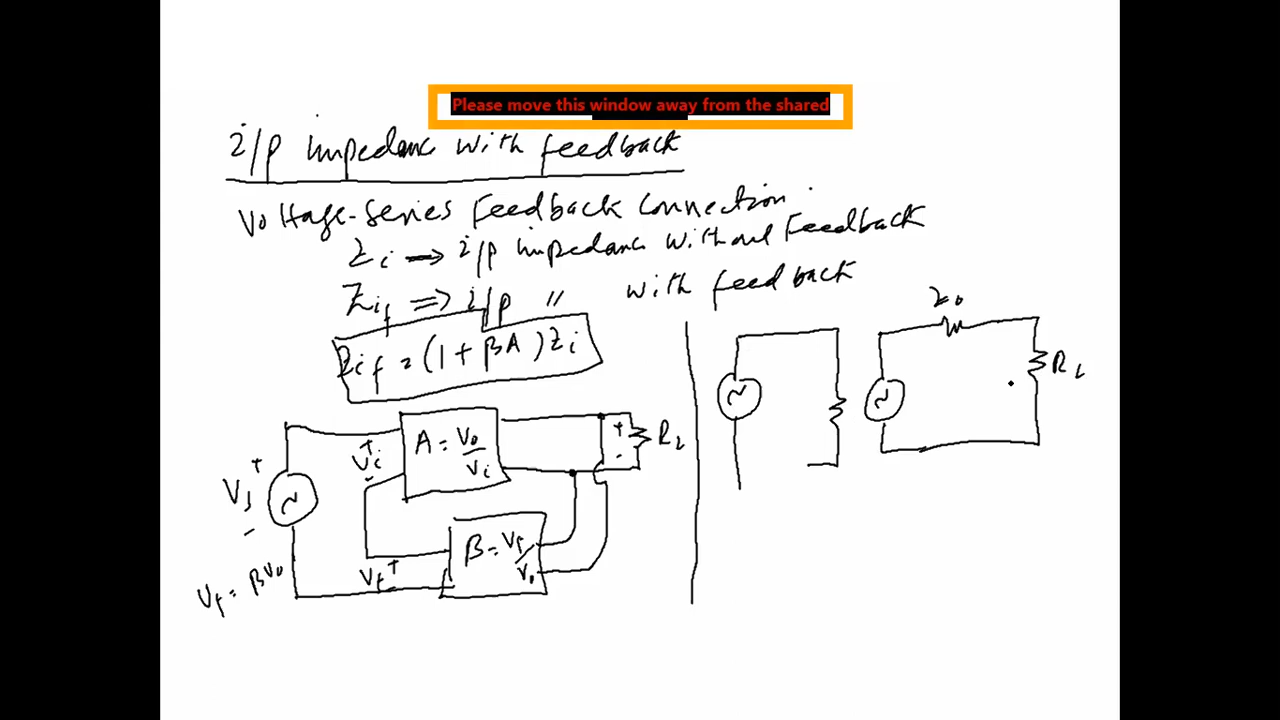 Please move this window away from the shared
i/p impedance with feedback
Voltage-Series Feedback Connection.
Zi → i/p impedance without Feedback
Zif ⇒ i/p " with feedback
Zif = (1 + βA) Zi
Vs + -
Vi + -
A = Vo/Vi
+ - RL
β = Vf/Vo
Vf + -
Vf = βVo
Zo
RL